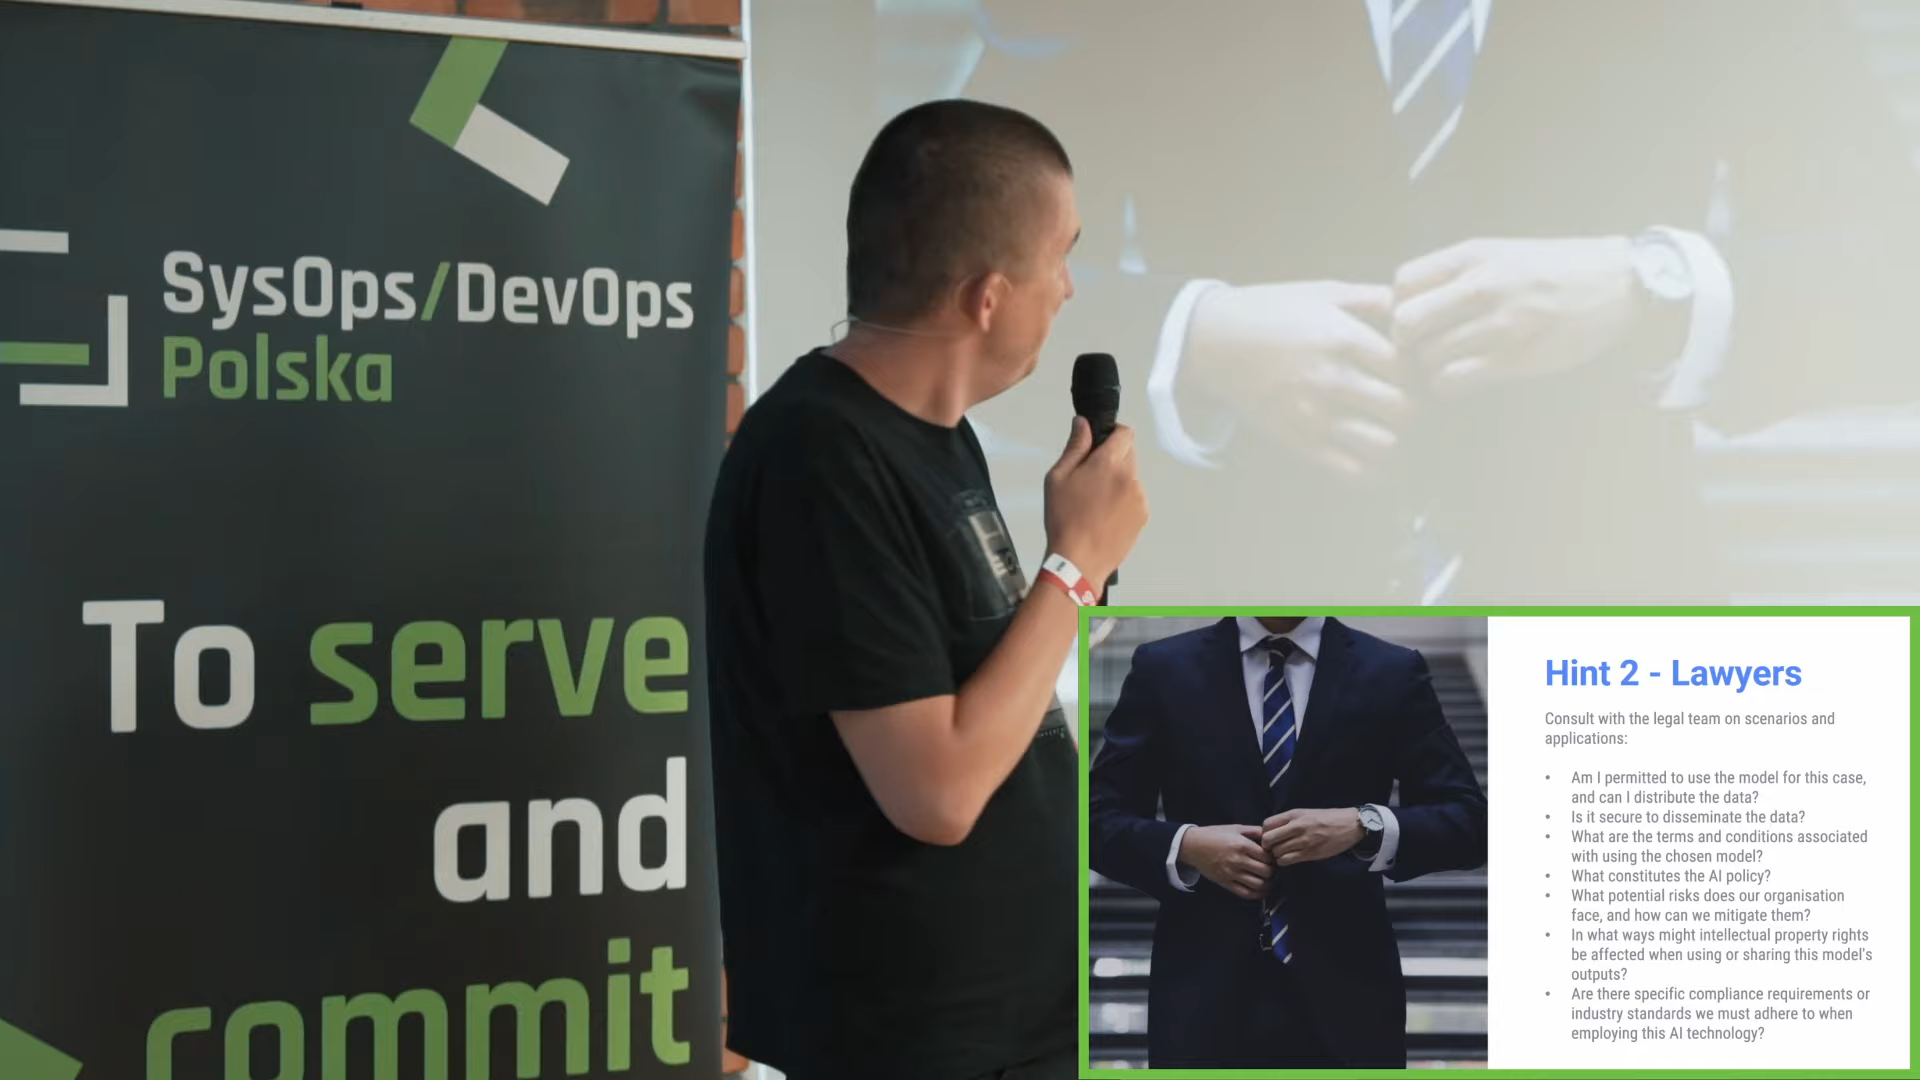 SysOps/DevOps
Polska
To serve
and
commit
Hint 2 - Lawyers
Consult with the legal team on scenarios and
applications:
• Am I permitted to use the model for this case,
and can I distribute the data?
• Is it secure to disseminate the data?
• What are the terms and conditions associated
with using the chosen model?
• What constitutes the AI policy?
• What potential risks does our organisation
face, and how can we mitigate them?
• In what ways might intellectual property rights
be affected when using or sharing this model's
outputs?
• Are there specific compliance requirements or
industry standards we must adhere to when
employing this AI technology?